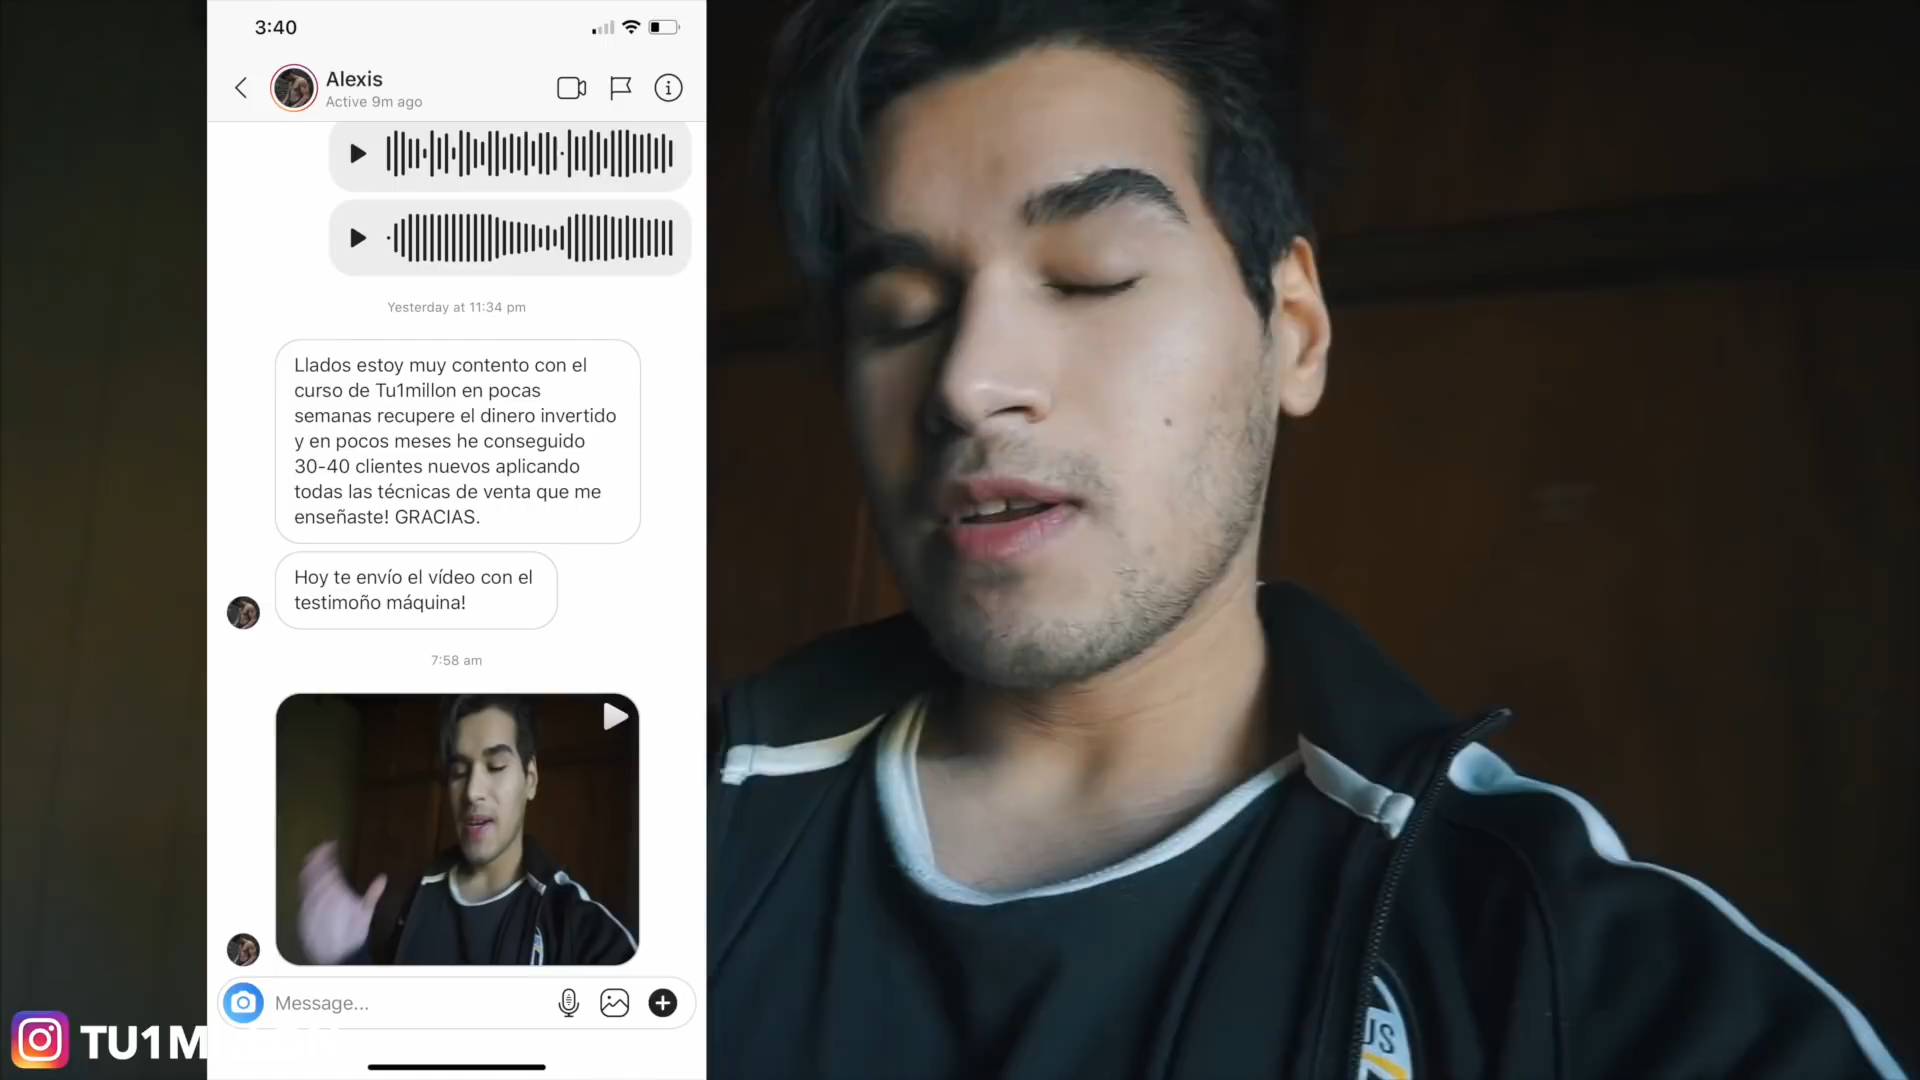 3:40
Alexis
Active 9m ago
Yesterday at 11:34 pm
Llados estoy muy contento con el
curso de Tu1millon en pocas
semanas recupere el dinero invertido
y en pocos meses he conseguido
30-40 clientes nuevos aplicando
todas las técnicas de venta que me
enseñaste! GRACIAS.
Hoy te envío el vídeo con el
testimoño máquina!
7:58 am
Message...
TU1M
US